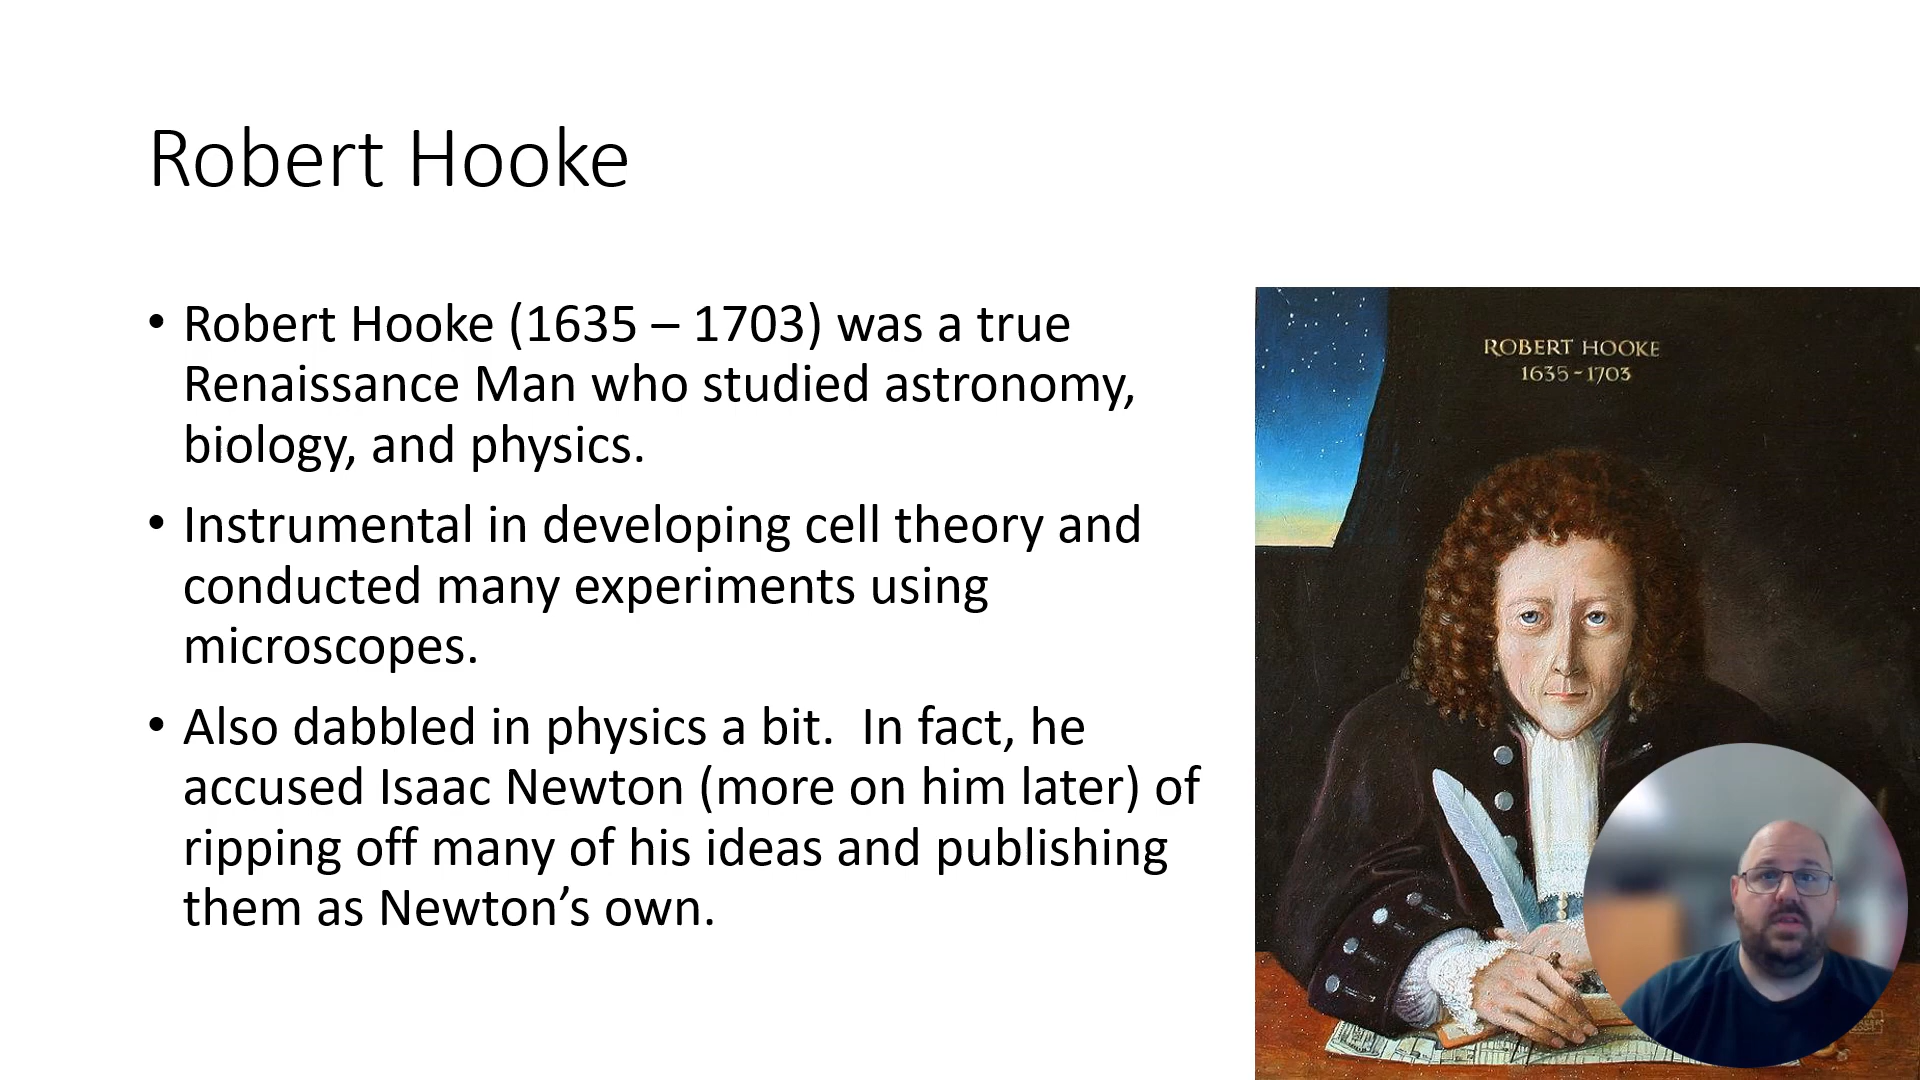 Robert Hooke
• Robert Hooke (1635 – 1703) was a true
Renaissance Man who studied astronomy,
biology, and physics.
• Instrumental in developing cell theory and
conducted many experiments using
microscopes.
• Also dabbled in physics a bit.  In fact, he
accused Isaac Newton (more on him later) of
ripping off many of his ideas and publishing
them as Newton’s own.
ROBERT HOOKE
1635-1703